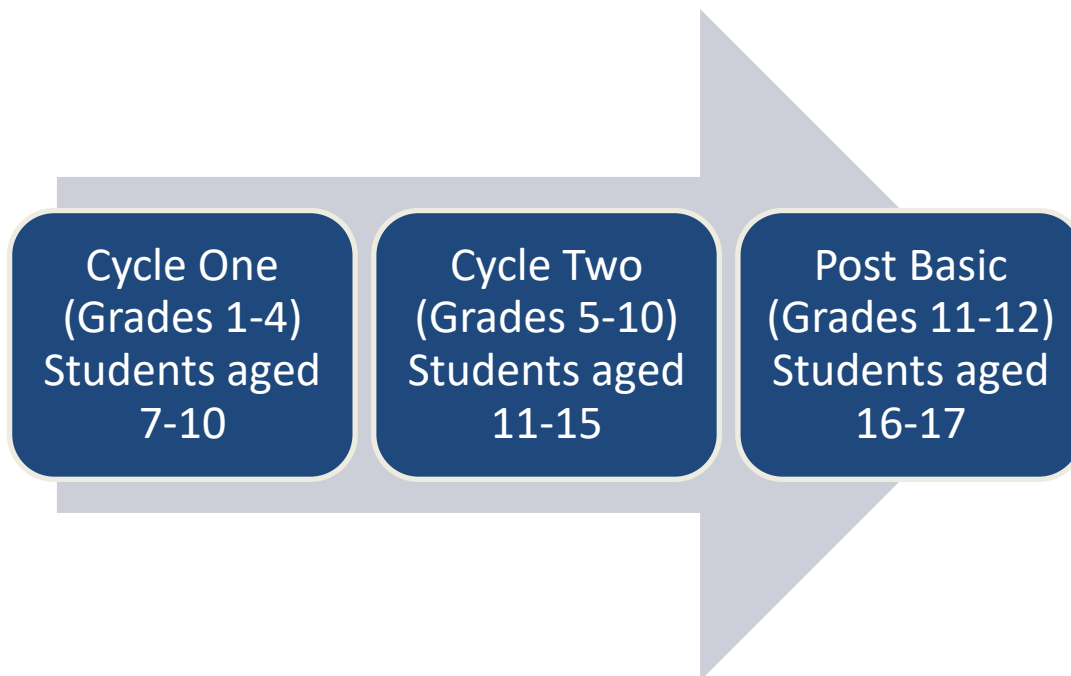 Cycle One
(Grades 1-4)
Students aged
7-10
Cycle Two
(Grades 5-10)
Students aged
11-15
Post Basic
(Grades 11-12)
Students aged
16-17